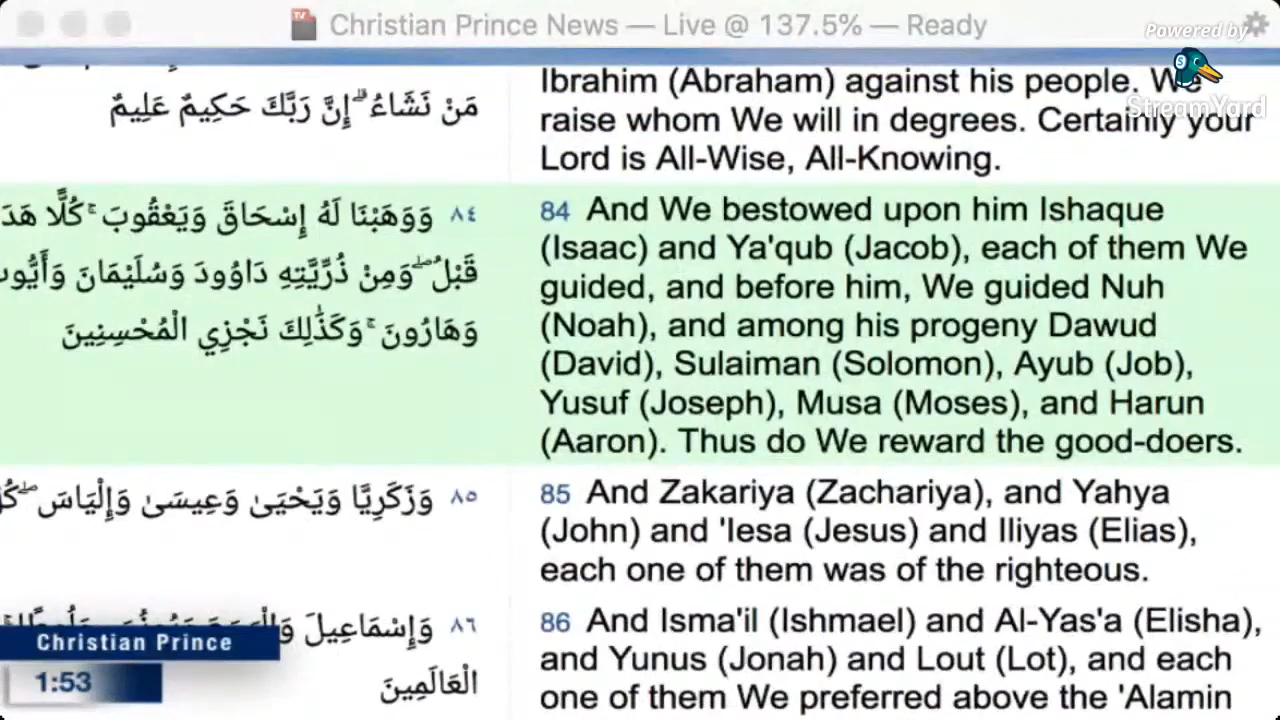 Christian Prince News — Live @ 137.5% — Ready
Powered by
StreamYard
مَنْ نَشَاءُ ۗ إِنَّ رَبَّكَ حَكِيمٌ عَلِيمٌ
Ibrahim (Abraham) against his people. We
raise whom We will in degrees. Certainly your
Lord is All-Wise, All-Knowing.
٨٤ وَوَهَبْنَا لَهُ إِسْحَاقَ وَيَعْقُوبَ ۚ كُلًّا
قَبْلُ ۖ وَمِنْ ذُرِّيَّتِهِ دَاوُودَ وَسُلَيْمَانَ
وَهَارُونَ ۚ وَكَذَٰلِكَ نَجْزِي الْمُحْسِنِينَ
84 And We bestowed upon him Ishaque
(Isaac) and Ya'qub (Jacob), each of them We
guided, and before him, We guided Nuh
(Noah), and among his progeny Dawud
(David), Sulaiman (Solomon), Ayub (Job),
Yusuf (Joseph), Musa (Moses), and Harun
(Aaron). Thus do We reward the good-doers.
٨٥ وَزَكَرِيَّا وَيَحْيَىٰ وَعِيسَىٰ وَإِلْيَاسَ ۖ
85 And Zakariya (Zachariya), and Yahya
(John) and 'Iesa (Jesus) and Iliyas (Elias),
each one of them was of the righteous.
٨٦ وَإِسْمَاعِيلَ
الْعَالَمِينَ
86 And Isma'il (Ishmael) and Al-Yas'a (Elisha),
and Yunus (Jonah) and Lout (Lot), and each
one of them We preferred above the 'Alamin
Christian Prince
1:53